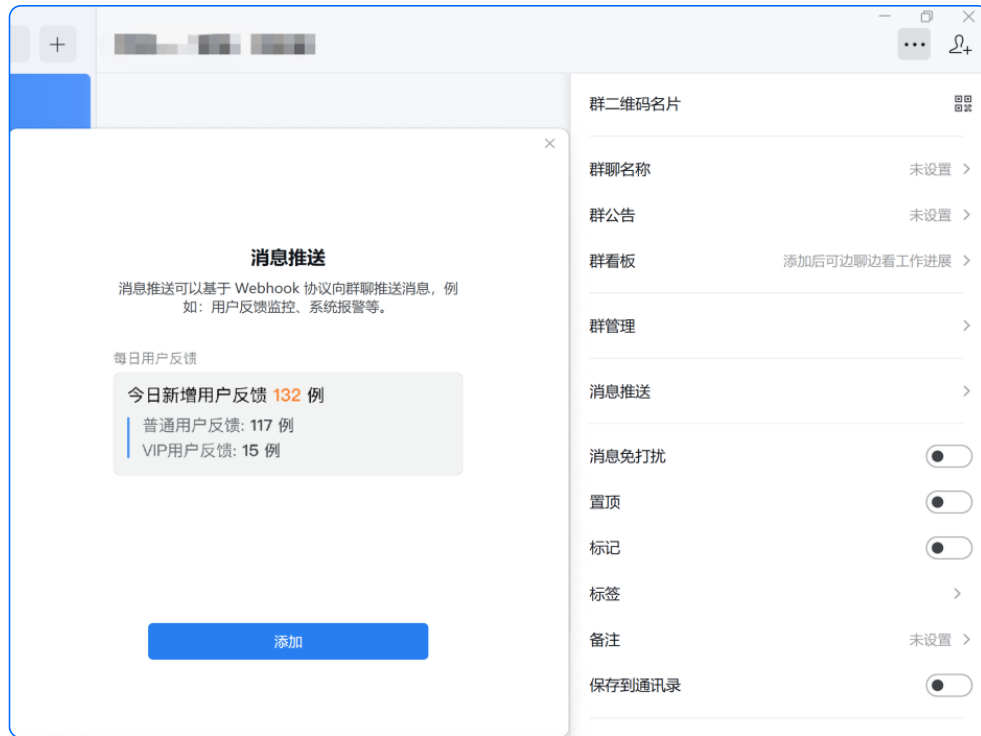 消息推送
消息推送可以基于 Webhook 协议向群聊推送消息，例
如：用户反馈监控、系统报警等。
每日用户反馈
今日新增用户反馈 132 例
普通用户反馈: 117 例
VIP用户反馈: 15 例
添加
群二维码名片
群聊名称 未设置
群公告 未设置
群看板 添加后可边聊边看工作进展
群管理
消息推送
消息免打扰
置顶
标记
标签
备注 未设置
保存到通讯录